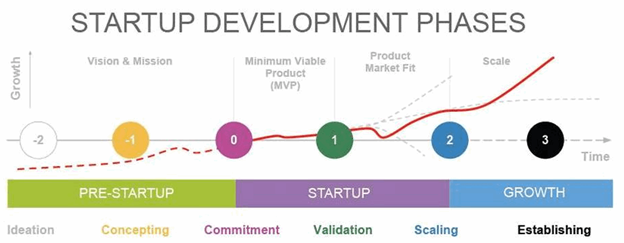 STARTUP DEVELOPMENT PHASES
Growth
Vision & Mission
Minimum Viable
Product
(MVP)
Product
Market Fit
Scale
-2
-1
0
1
2
3
Time
PRE-STARTUP
STARTUP
GROWTH
Ideation
Concepting
Commitment
Validation
Scaling
Establishing